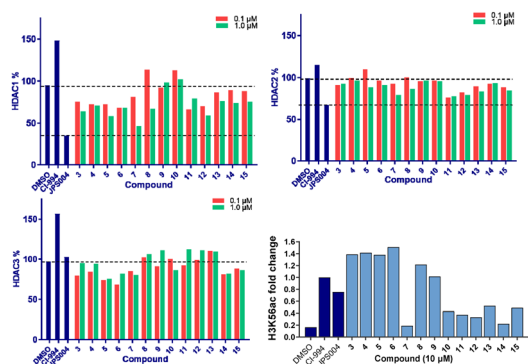 0.1 µM
1.0 µM
HDAC1 %
150
100
50
0
DMSO
CI-994
JPS004
3 4 5 6 7 8 9 10 11 12 13 14 15
Compound
0.1 µM
1.0 µM
HDAC2 %
150
100
50
0
DMSO
CI-994
JPS004
3 4 5 6 7 8 9 10 11 12 13 14 15
Compound
0.1 µM
1.0 µM
HDAC3 %
150
100
50
0
DMSO
CI-994
JPS004
3 4 5 6 7 8 9 10 11 12 13 14 15
Compound
H3K56ac fold change
1.6
1.4
1.2
1.0
0.8
0.6
0.4
0.2
0.0
DMSO
CI-994
JPS004
3 4 5 6 7 8 9 10 11 12 13 14 15
Compound (10 µM)